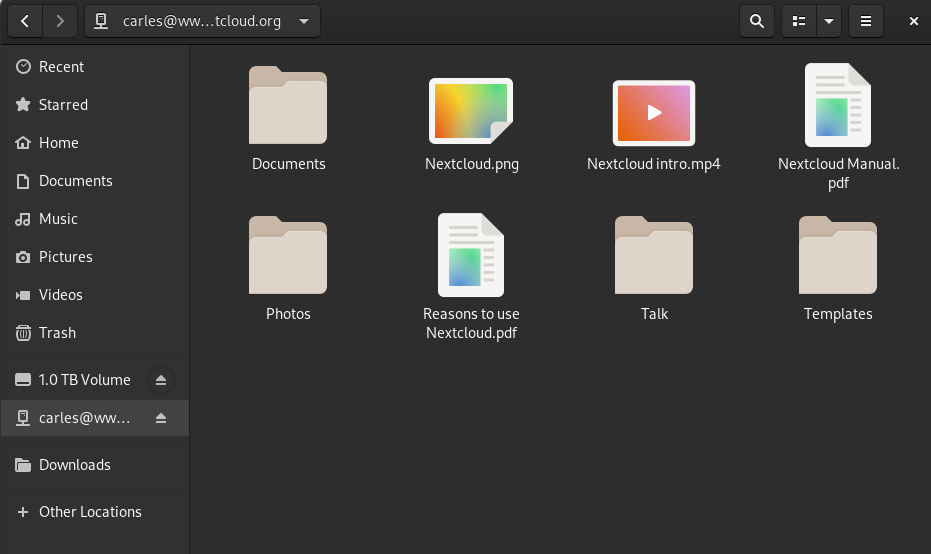 carles@ww...tcloud.org
Recent
Starred
Home
Documents
Music
Pictures
Videos
Trash
1.0 TB Volume
carles@ww...
Downloads
Other Locations
Documents
Nextcloud.png
Nextcloud intro.mp4
Nextcloud Manual.
pdf
Photos
Reasons to use
Nextcloud.pdf
Talk
Templates